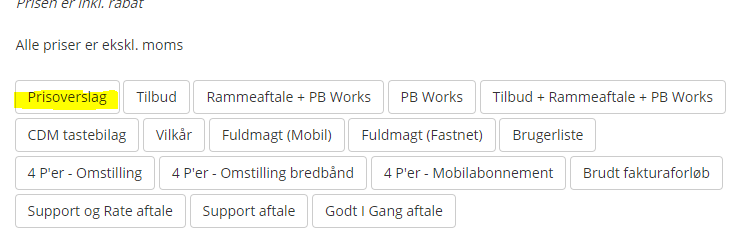 Prisen er inkl. rabat
Alle priser er ekskl. moms
Prisoverslag Tilbud Rammeaftale + PB Works PB Works Tilbud + Rammeaftale + PB Works
CDM tastebilag Vilkår Fuldmagt (Mobil) Fuldmagt (Fastnet) Brugerliste
4 P'er - Omstilling 4 P'er - Omstilling bredbånd 4 P'er - Mobilabonnement Brudt fakturaforløb
Support og Rate aftale Support aftale Godt I Gang aftale